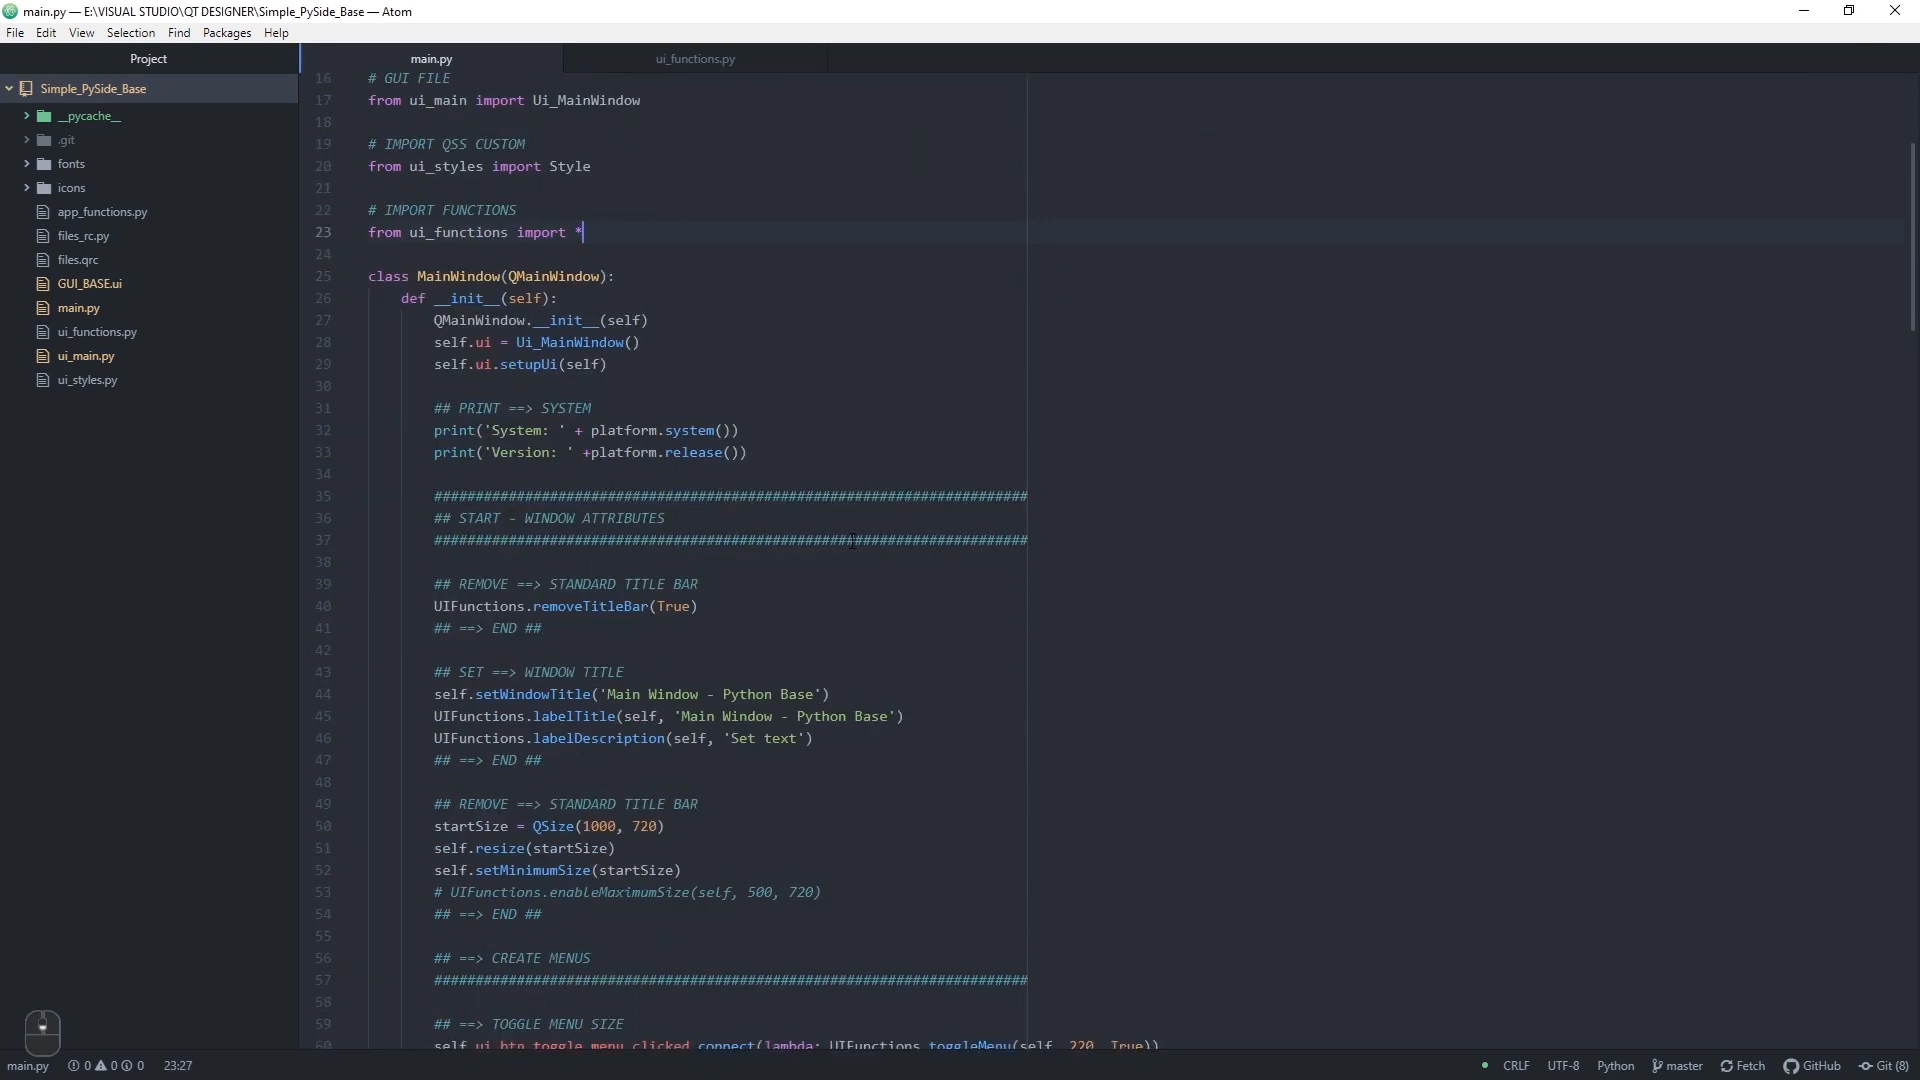 main.py — E:\VISUAL STUDIO\QT DESIGNER\Simple_PySide_Base — Atom
File Edit View Selection Find Packages Help
Project
main.py
ui_functions.py
Simple_PySide_Base
__pycache__
.git
fonts
icons
app_functions.py
files_rc.py
files.qrc
GUI_BASE.ui
main.py
ui_functions.py
ui_main.py
ui_styles.py
16 # GUI FILE
17 from ui_main import Ui_MainWindow
18
19 # IMPORT QSS CUSTOM
20 from ui_styles import Style
21
22 # IMPORT FUNCTIONS
23 from ui_functions import *
24
25 class MainWindow(QMainWindow):
26 def __init__(self):
27 QMainWindow.__init__(self)
28 self.ui = Ui_MainWindow()
29 self.ui.setupUi(self)
30
31 ## PRINT ==> SYSTEM
32 print('System: ' + platform.system())
33 print('Version: ' +platform.release())
34
35 ########################################################################
36 ## START - WINDOW ATTRIBUTES
37 ########################################################################
38
39 ## REMOVE ==> STANDARD TITLE BAR
40 UIFunctions.removeTitleBar(True)
41 ## ==> END ##
42
43 ## SET ==> WINDOW TITLE
44 self.setWindowTitle('Main Window - Python Base')
45 UIFunctions.labelTitle(self, 'Main Window - Python Base')
46 UIFunctions.labelDescription(self, 'Set text')
47 ## ==> END ##
48
49 ## REMOVE ==> STANDARD TITLE BAR
50 startSize = QSize(1000, 720)
51 self.resize(startSize)
52 self.setMinimumSize(startSize)
53 # UIFunctions.enableMaximumSize(self, 500, 720)
54 ## ==> END ##
55
56 ## ==> CREATE MENUS
57 ########################################################################
58
59 ## ==> TOGGLE MENU SIZE
60 self.ui.btn_toggle_menu.clicked.connect(lambda: UIFunctions.toggleMenu(self, 220, True))
main.py 0 0 0 23:27 CRLF UTF-8 Python master Fetch GitHub Git (8)